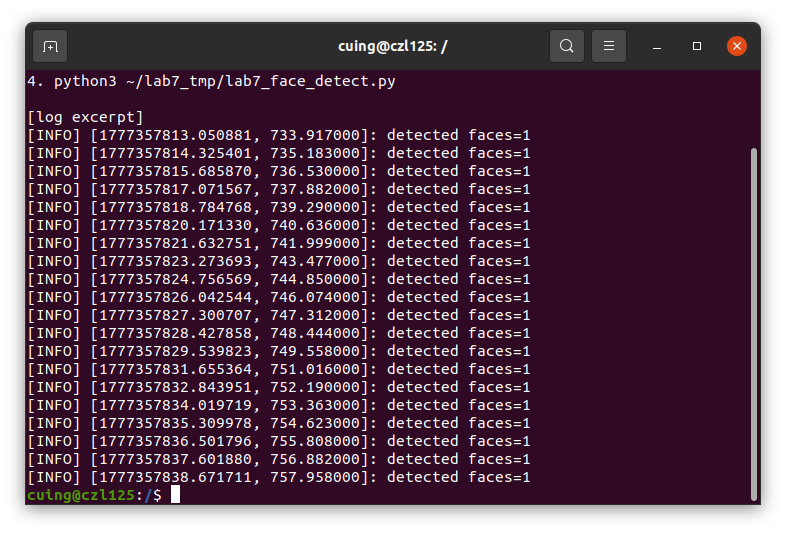 cuing@czl125: /
4. python3 ~/lab7_tmp/lab7_face_detect.py
[log excerpt]
[INFO] [1777357813.050881, 733.917000]: detected faces=1
[INFO] [1777357814.325401, 735.183000]: detected faces=1
[INFO] [1777357815.685870, 736.530000]: detected faces=1
[INFO] [1777357817.071567, 737.882000]: detected faces=1
[INFO] [1777357818.784768, 739.290000]: detected faces=1
[INFO] [1777357820.171330, 740.636000]: detected faces=1
[INFO] [1777357821.632751, 741.999000]: detected faces=1
[INFO] [1777357823.273693, 743.477000]: detected faces=1
[INFO] [1777357824.756569, 744.850000]: detected faces=1
[INFO] [1777357826.042544, 746.074000]: detected faces=1
[INFO] [1777357827.300707, 747.312000]: detected faces=1
[INFO] [1777357828.427858, 748.444000]: detected faces=1
[INFO] [1777357829.539823, 749.558000]: detected faces=1
[INFO] [1777357831.655364, 751.016000]: detected faces=1
[INFO] [1777357832.843951, 752.190000]: detected faces=1
[INFO] [1777357834.019719, 753.363000]: detected faces=1
[INFO] [1777357835.309978, 754.623000]: detected faces=1
[INFO] [1777357836.501796, 755.808000]: detected faces=1
[INFO] [1777357837.601880, 756.882000]: detected faces=1
[INFO] [1777357838.671711, 757.958000]: detected faces=1
cuing@czl125:/$